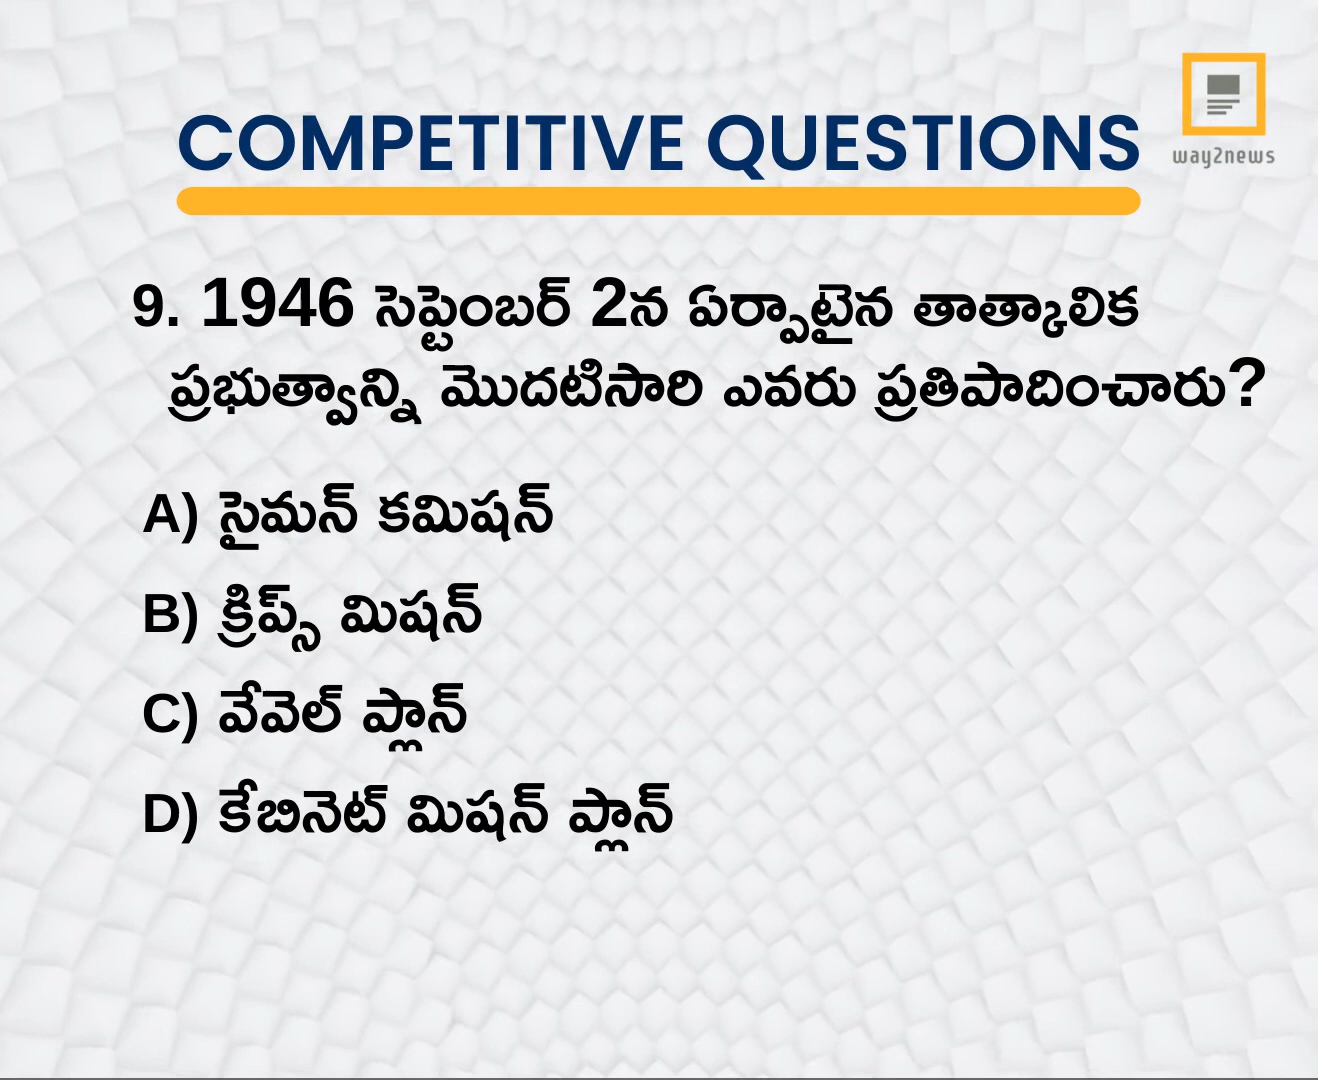 way2news
COMPETITIVE QUESTIONS
9. 1946 సెప్టెంబర్ 2న ఏర్పాటైన తాత్కాలిక
ప్రభుత్వాన్ని మొదటిసారి ఎవరు ప్రతిపాదించారు?
A) సైమన్ కమిషన్
B) క్రిప్స్ మిషన్
C) వేవెల్ ప్లాన్
D) కేబినెట్ మిషన్ ప్లాన్